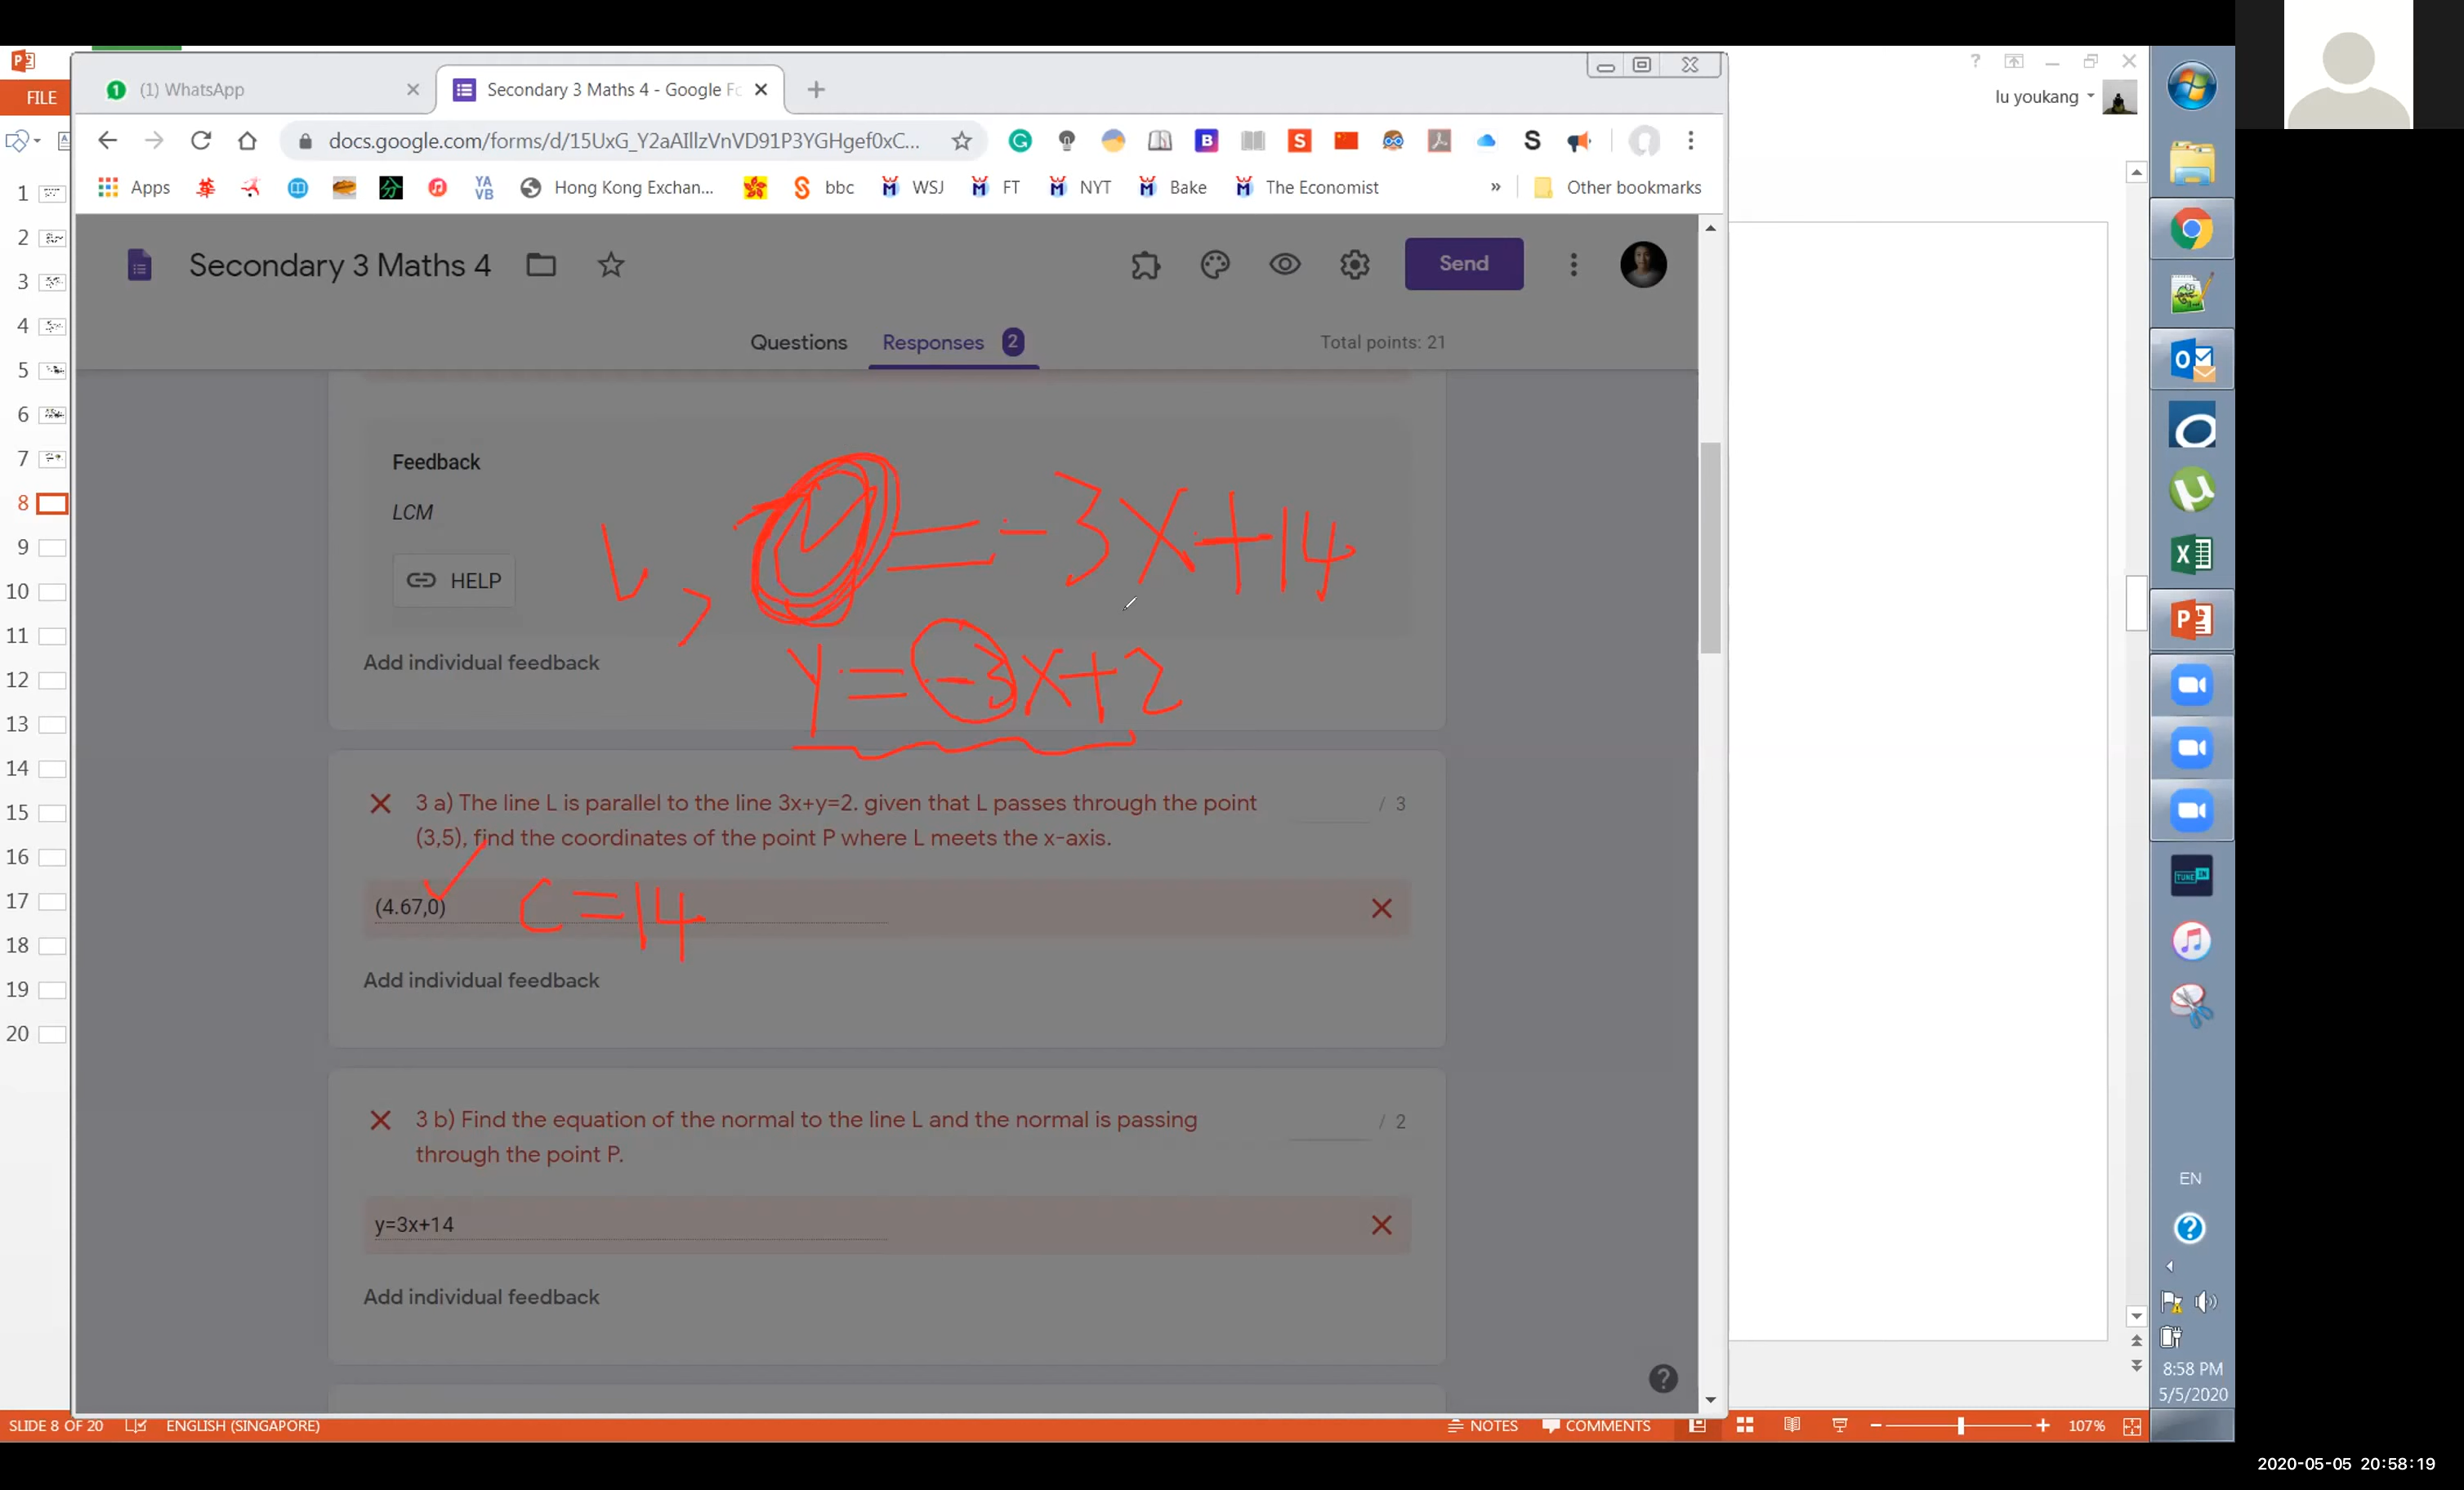 (1) WhatsApp
Secondary 3 Maths 4 - Google Fo
FILE
lu youkang
docs.google.com/forms/d/15UxG_Y2aAIllzVnVD91P3YGHgef0xC...
Apps
YA VB
Hong Kong Exchan...
bbc
WSJ
FT
NYT
Bake
The Economist
»
Other bookmarks
Secondary 3 Maths 4
Send
Questions
Responses 2
Total points: 21
1
2
3
4
5
6
7
8
9
10
11
12
13
14
15
16
17
18
19
20
Feedback
LCM
HELP
Add individual feedback
= -3x+14
y = -3x+2
3 a) The line L is parallel to the line 3x+y=2. given that L passes through the point
(3,5), find the coordinates of the point P where L meets the x-axis.
/ 3
(4.67,0)
c = 14
Add individual feedback
3 b) Find the equation of the normal to the line L and the normal is passing
through the point P.
/ 2
y=3x+14
Add individual feedback
EN
8:58 PM
5/5/2020
SLIDE 8 OF 20
ENGLISH (SINGAPORE)
NOTES
COMMENTS
107%
2020-05-05 20:58:19